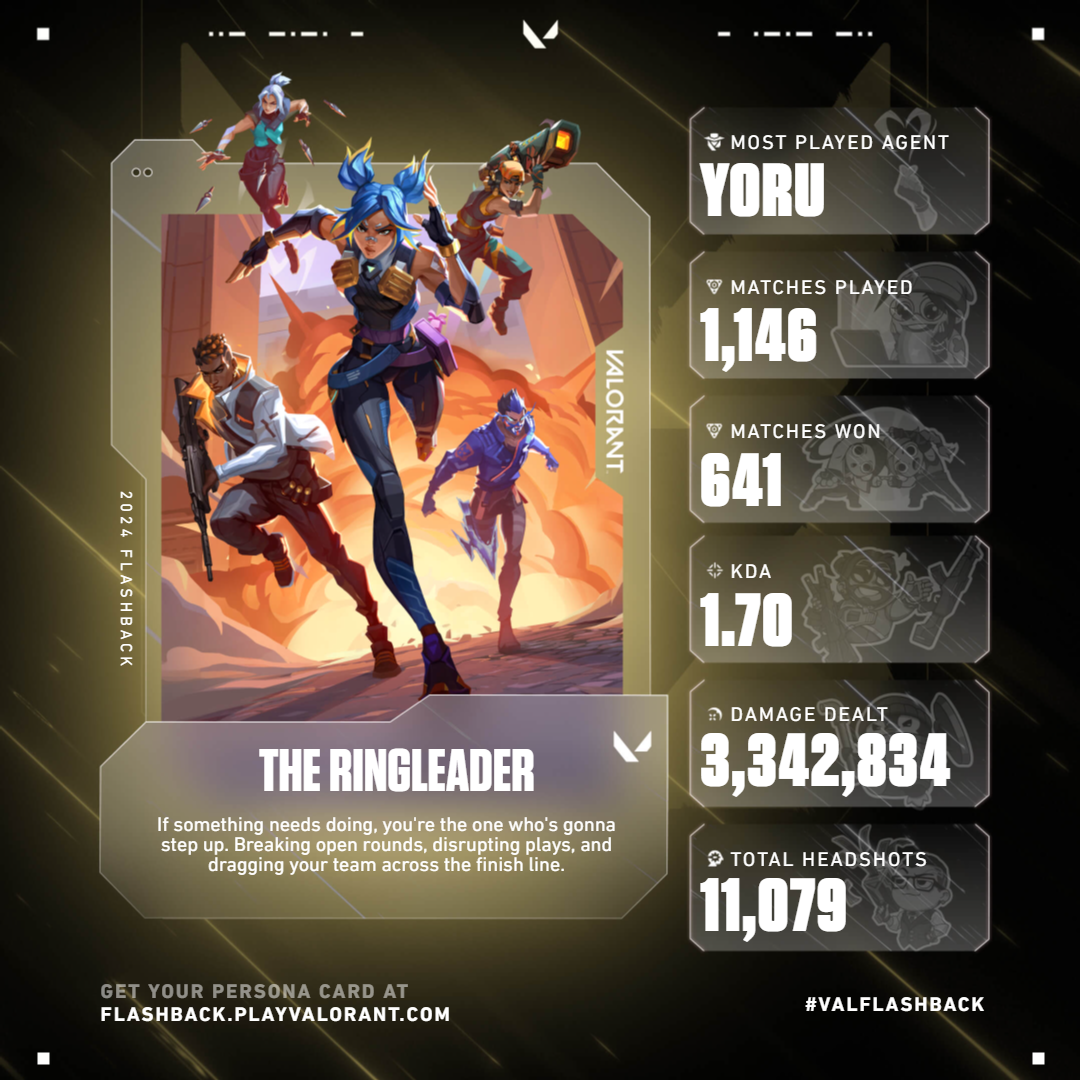 MOST PLAYED AGENT
YORU
MATCHES PLAYED
1,146
MATCHES WON
641
KDA
1.70
DAMAGE DEALT
3,342,834
TOTAL HEADSHOTS
11,079
VALORANT
2024 FLASHBACK
THE RINGLEADER
If something needs doing, you're the one who's gonna
step up. Breaking open rounds, disrupting plays, and
dragging your team across the finish line.
GET YOUR PERSONA CARD AT
FLASHBACK.PLAYVALORANT.COM
#VALFLASHBACK